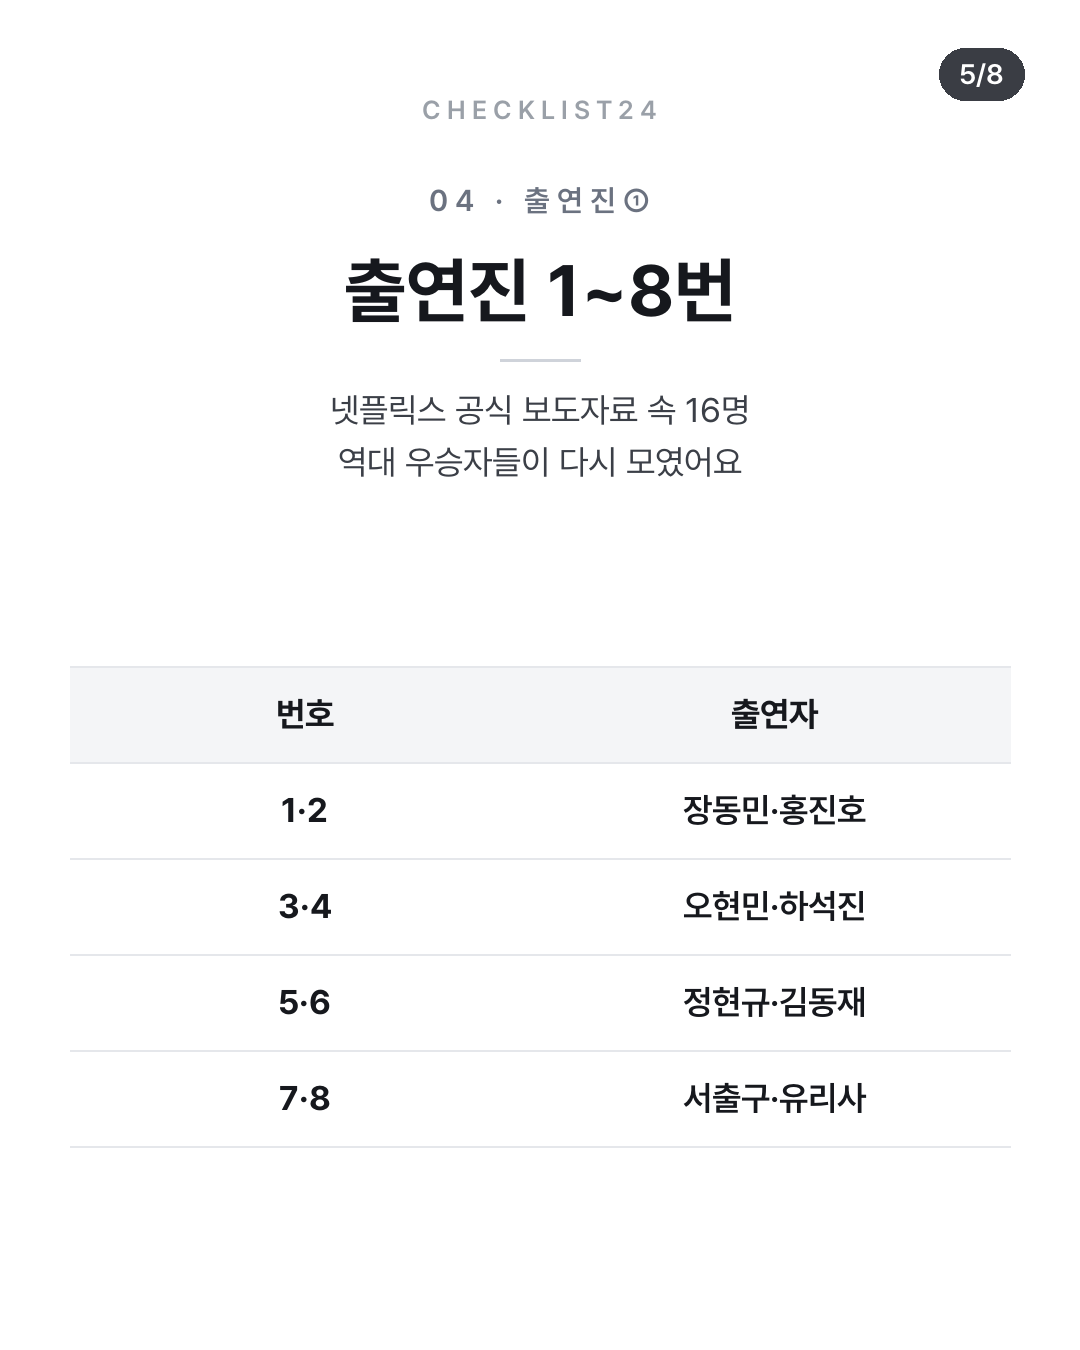 5/8
CHECKLIST24
04 · 출연진①
출연진 1~8번
넷플릭스 공식 보도자료 속 16명
역대 우승자들이 다시 모였어요
번호 출연자
1·2 장동민·홍진호
3·4 오현민·하석진
5·6 정현규·김동재
7·8 서출구·유리사